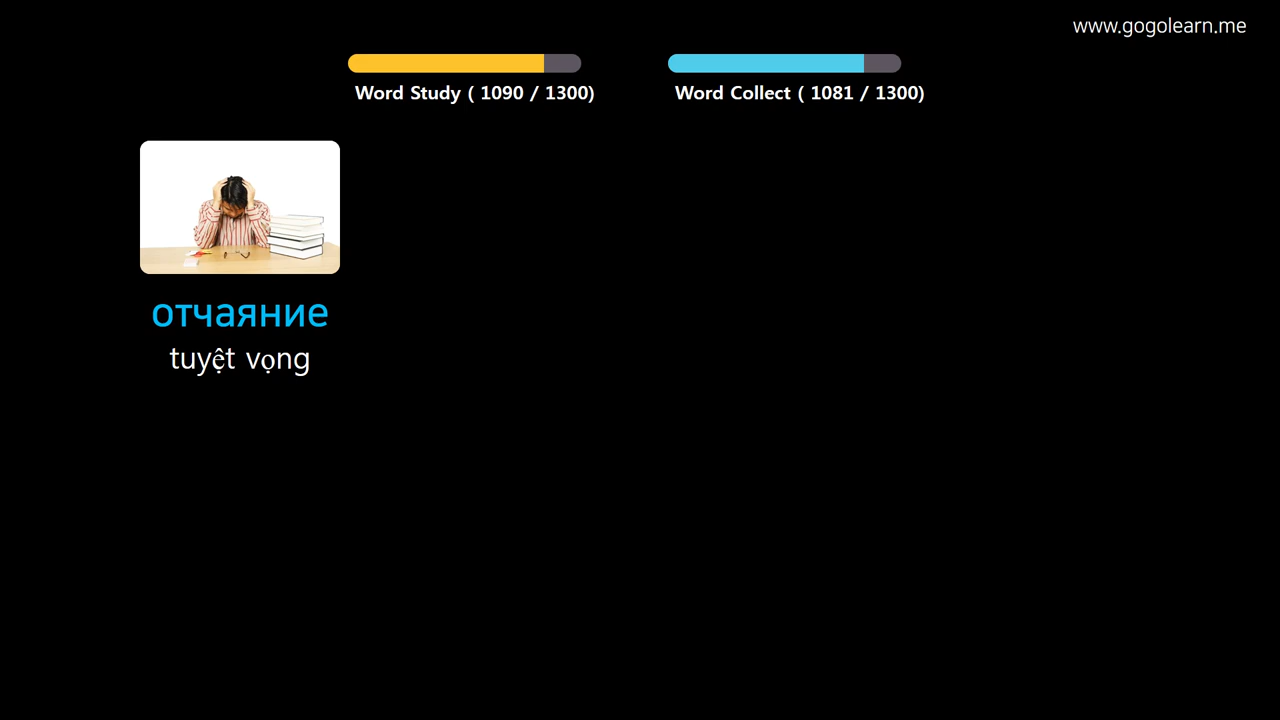 www.gogolearn.me
Word Study ( 1090 / 1300)
Word Collect ( 1081 / 1300)
отчаяние
tuyệt vọng